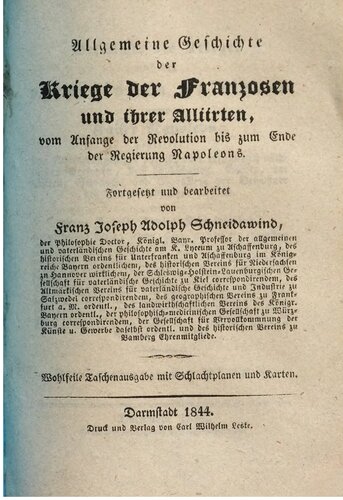 Allgemeine Geschichte
der
Kriege der Franzosen
und ihrer Alliirten,
vom Anfange der Revolution bis zum Ende
der Regierung Napoleons.
Fortgesetzt und bearbeitet
von
Franz Joseph Adolph Schneidawind,
der Philosophie Doctor, Königl. Bayr. Professor der allgemeinen
und vaterländischen Geschichte am K. Lyceum zu Aschaffenburg, des
historischen Vereins für Unterfranken und Aschaffenburg im König-
reiche Bayern ordentlichem, des historischen Vereins für Niedersachsen
zu Hannover wirklichem, der Schleswig-Holstein-Lauenburgischen Ge-
sellschaft für vaterländische Geschichte zu Kiel correspondirendem, des
Altmärkischen Vereins für vaterländische Geschichte und Industrie zu
Salzwedel correspondirendem, des geographischen Vereins zu Frank-
furt a. M. ordentl., des landwirthschaftlichen Vereins des Königr.
Bayern ordentl., der philosophisch-medicinischen Gesellschaft zu Würz-
burg correspondirendem, der Gesellschaft für Vervollkommnung der
Künste u. Gewerbe daselbst ordentl. und des historischen Vereins zu
Bamberg Ehrenmitgliede.
Wohlfeile Taschenausgabe mit Schlachtplanen und Karten.
Darmstadt 1844.
Druck und Verlag von Carl Wilhelm Leske.